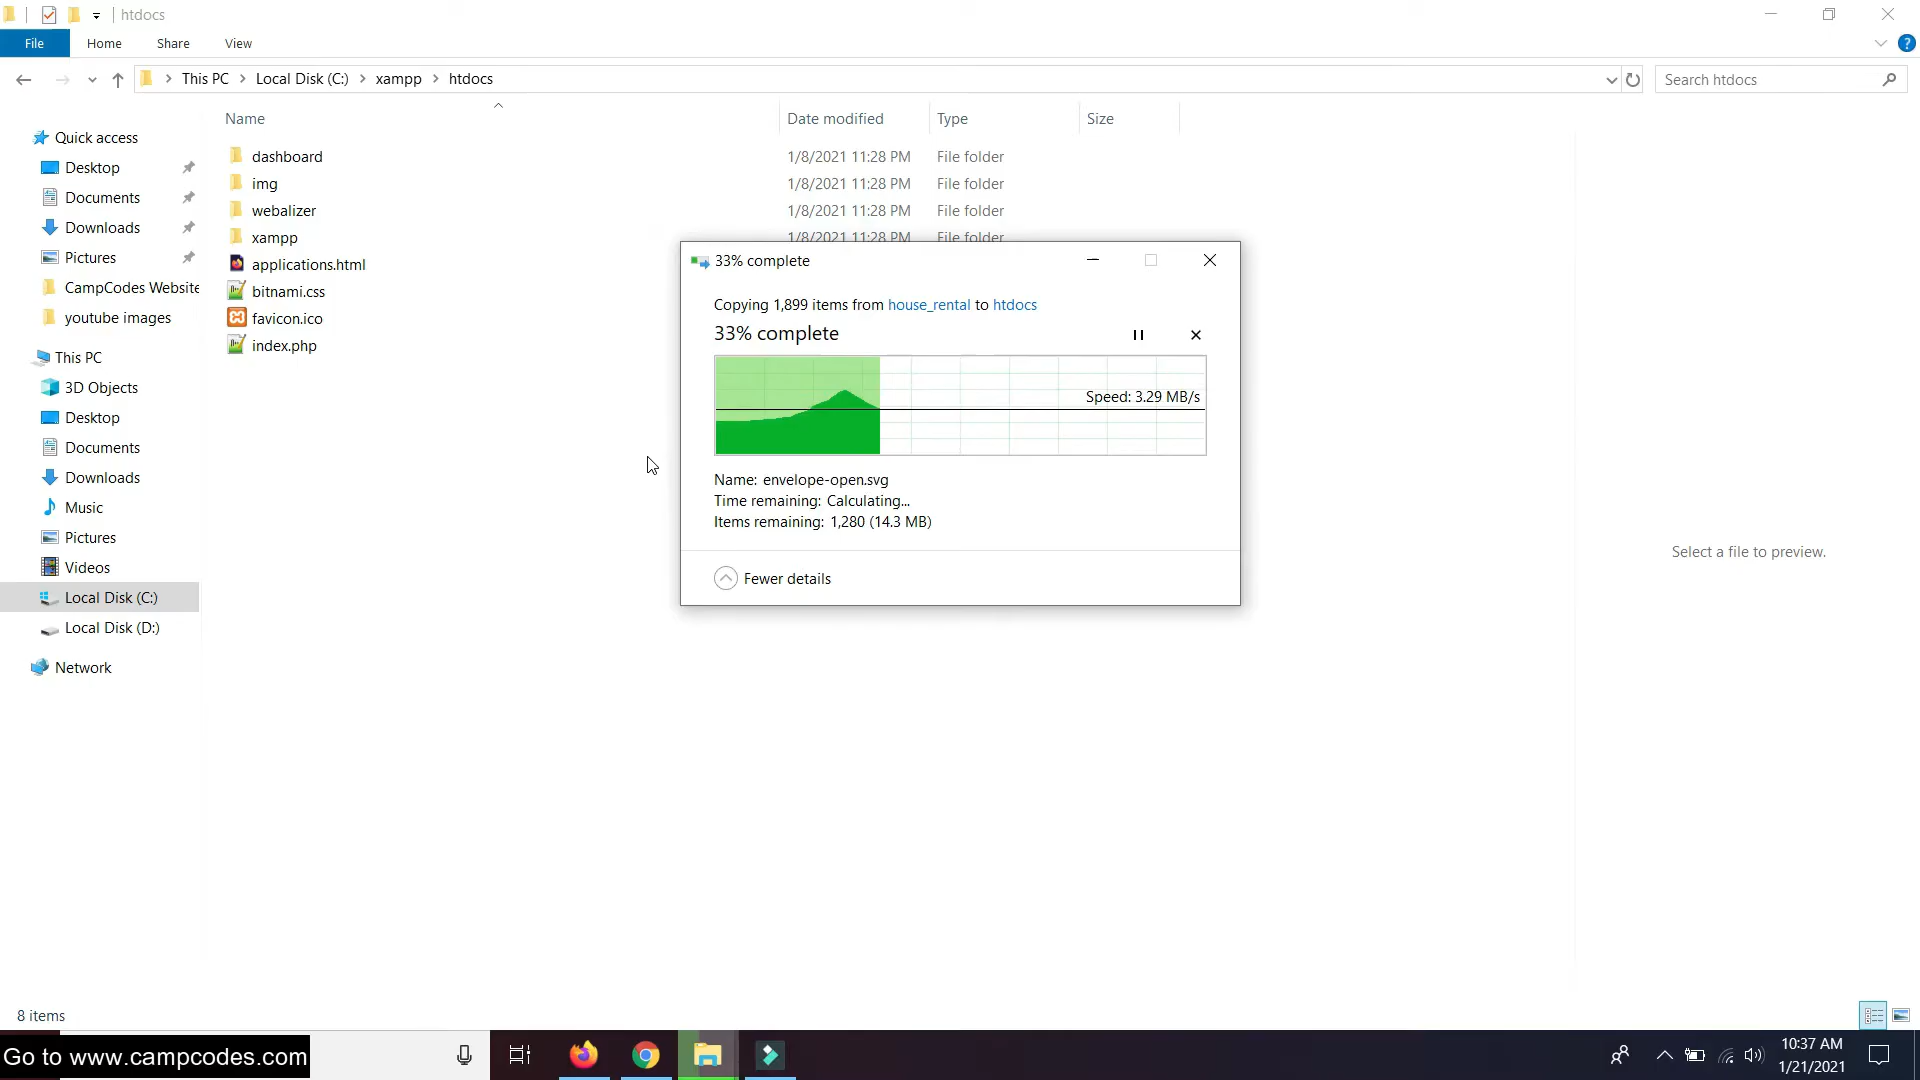 htdocs
File Home Share View
This PC Local Disk (C:) xampp htdocs
Search htdocs
Name Date modified Type Size
Quick access
Desktop
Documents
Downloads
Pictures
CampCodes Website
youtube images
This PC
3D Objects
Desktop
Documents
Downloads
Music
Pictures
Videos
Local Disk (C:)
Local Disk (D:)
Network
dashboard 1/8/2021 11:28 PM File folder
img 1/8/2021 11:28 PM File folder
webalizer 1/8/2021 11:28 PM File folder
xampp 1/8/2021 11:28 PM File folder
applications.html
bitnami.css
favicon.ico
index.php
33% complete
Copying 1,899 items from house_rental to htdocs
33% complete
Speed: 3.29 MB/s
Name: envelope-open.svg
Time remaining: Calculating...
Items remaining: 1,280 (14.3 MB)
Fewer details
Select a file to preview.
8 items
Go to www.campcodes.com
10:37 AM
1/21/2021